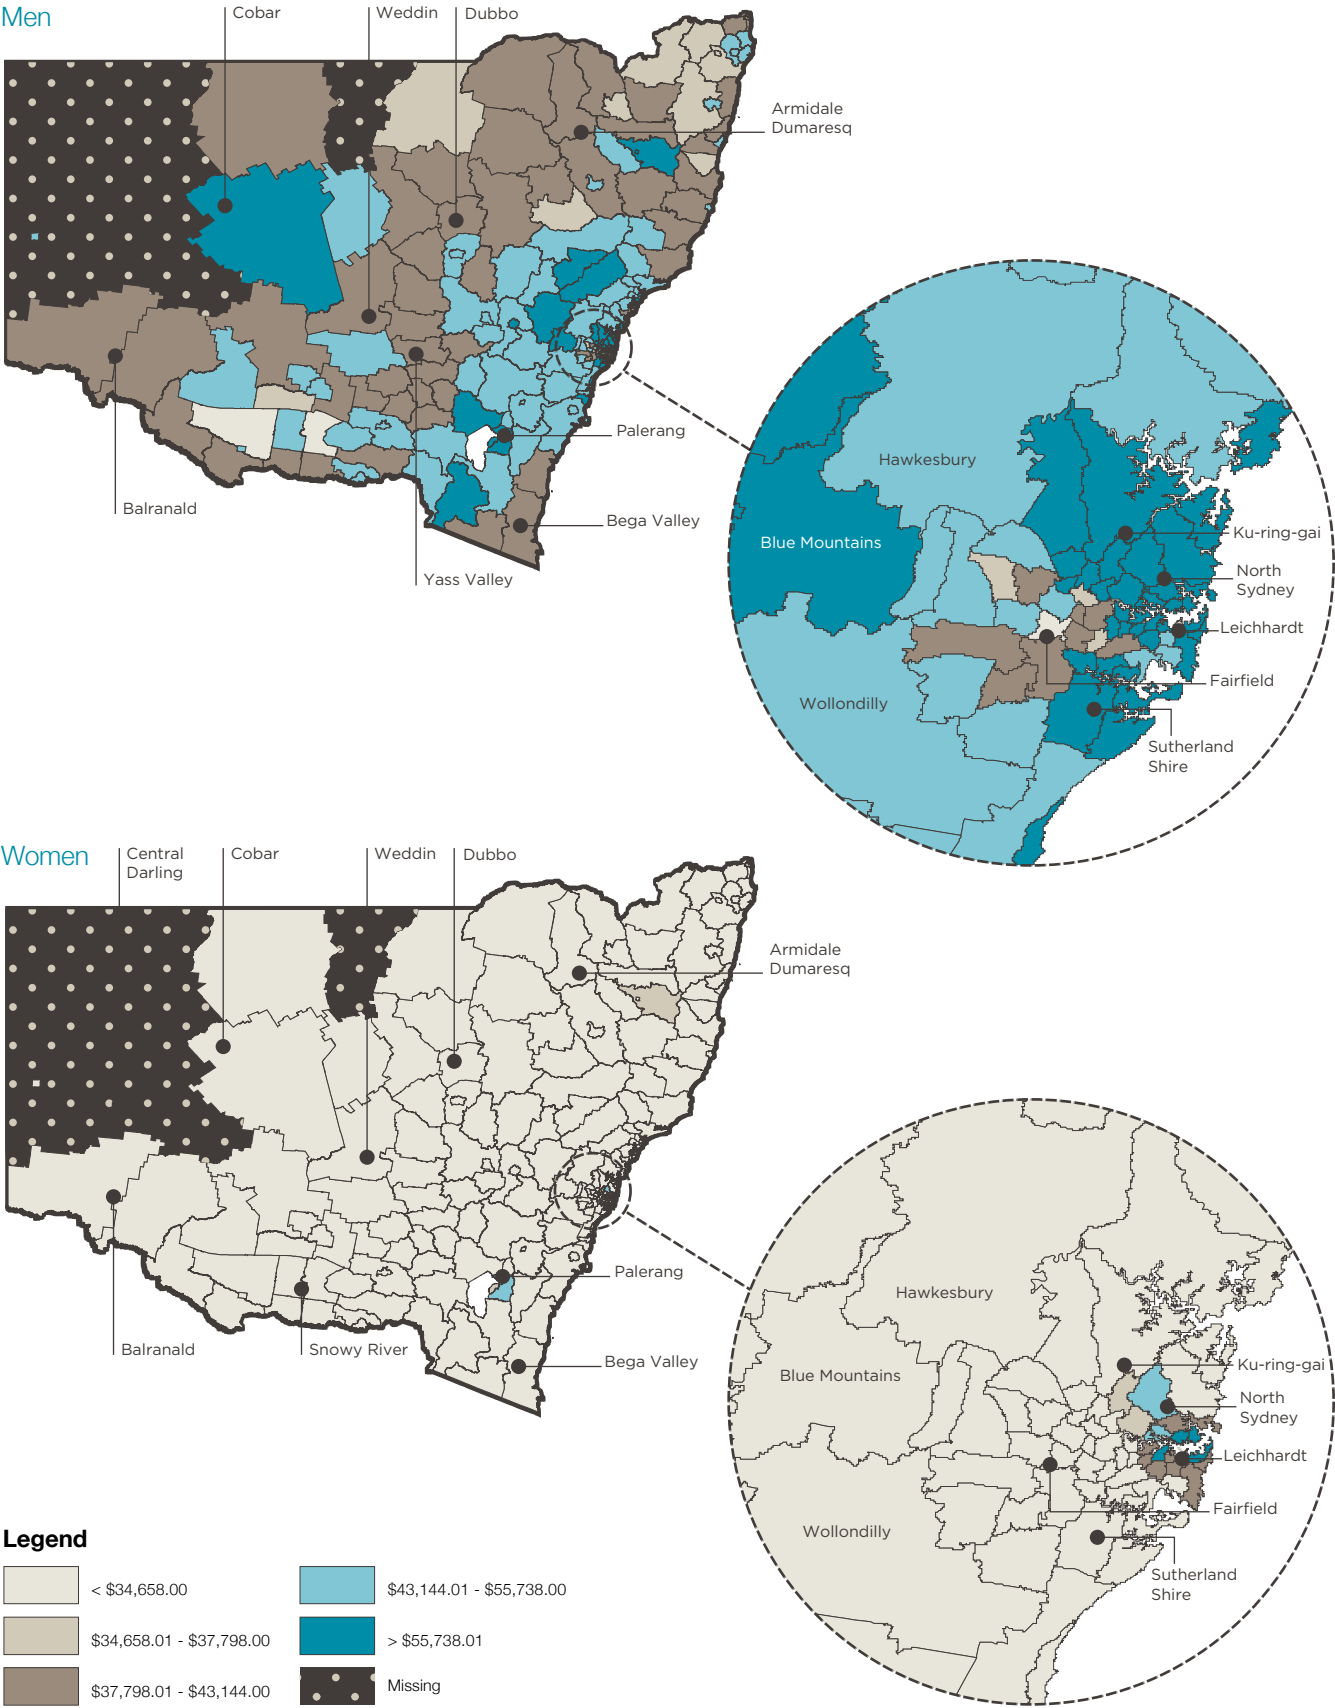 Men
Cobar
Weddin
Dubbo
Armidale
Dumaresq
Palerang
Balranald
Bega Valley
Yass Valley
Hawkesbury
Blue Mountains
Ku-ring-gai
North
Sydney
Leichhardt
Fairfield
Wollondilly
Sutherland
Shire
Women
Central
Darling
Cobar
Weddin
Dubbo
Armidale
Dumaresq
Palerang
Balranald
Snowy River
Bega Valley
Hawkesbury
Blue Mountains
Ku-ring-gai
North
Sydney
Leichhardt
Fairfield
Wollondilly
Sutherland
Shire
Legend
< $34,658.00
$34,658.01 - $37,798.00
$37,798.01 - $43,144.00
$43,144.01 - $55,738.00
> $55,738.01
Missing